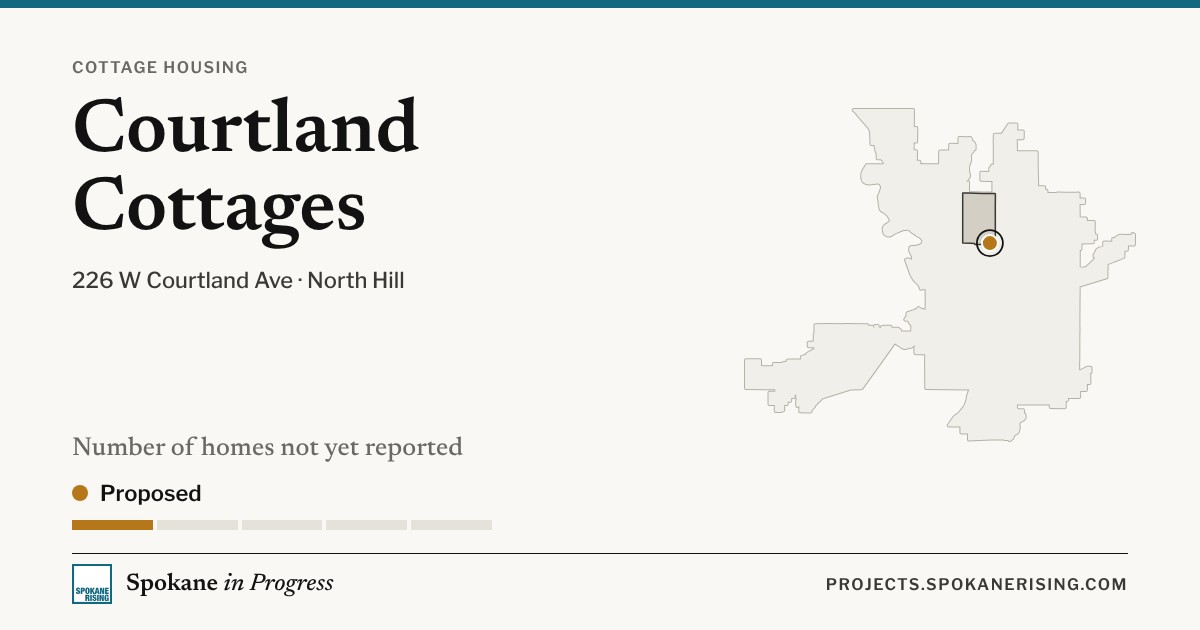 COTTAGE HOUSING
Courtland
Cottages
226 W Courtland Ave · North Hill
Number of homes not yet reported
Proposed
SPOKANE
RISING
Spokane in Progress
PROJECTS.SPOKANERISING.COM